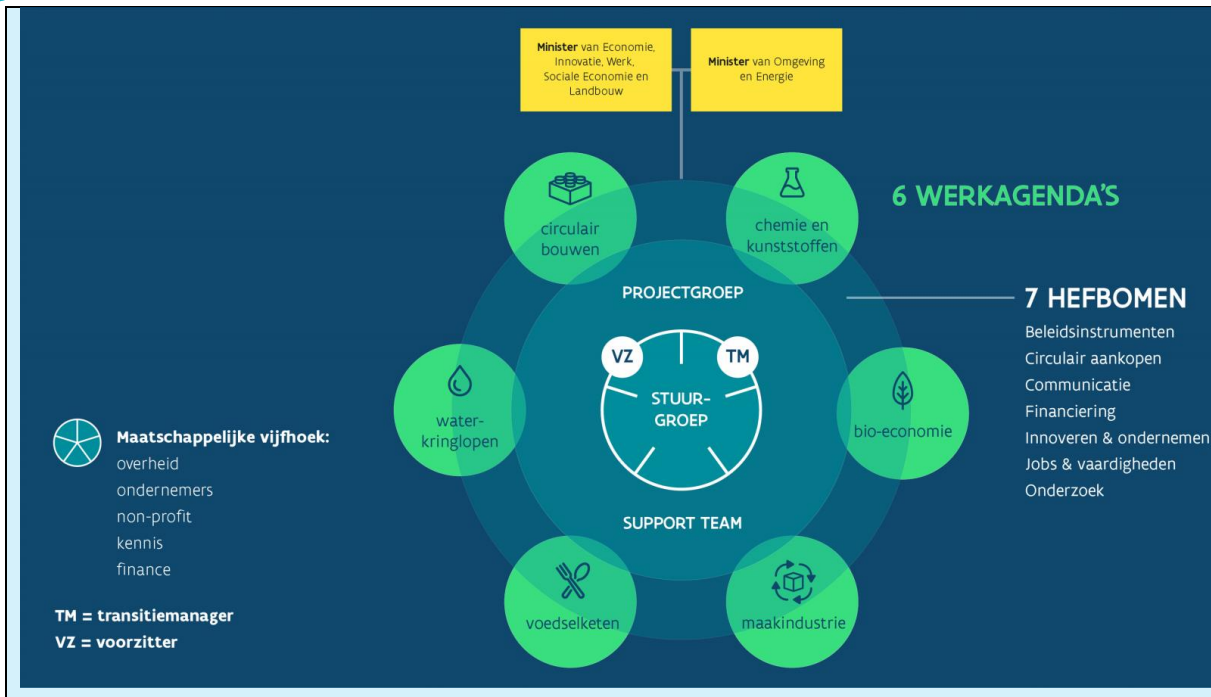 Minister van Economie,
Innovatie, Werk,
Sociale Economie en
Landbouw
Minister van Omgeving
en Energie
circulair
bouwen
chemie en
kunststoffen
6 WERKAGENDA'S
PROJECTGROEP
7 HEFBOMEN
Beleidsinstrumenten
Circulair aankopen
Communicatie
Financiering
Innoveren & ondernemen
Jobs & vaardigheden
Onderzoek
VZ
TM
STUUR-
GROEP
water-
kringlopen
bio-economie
Maatschappelijke vijfhoek:
overheid
ondernemers
non-profit
kennis
finance
SUPPORT TEAM
voedselketen
maakindustrie
TM = transitiemanager
VZ = voorzitter